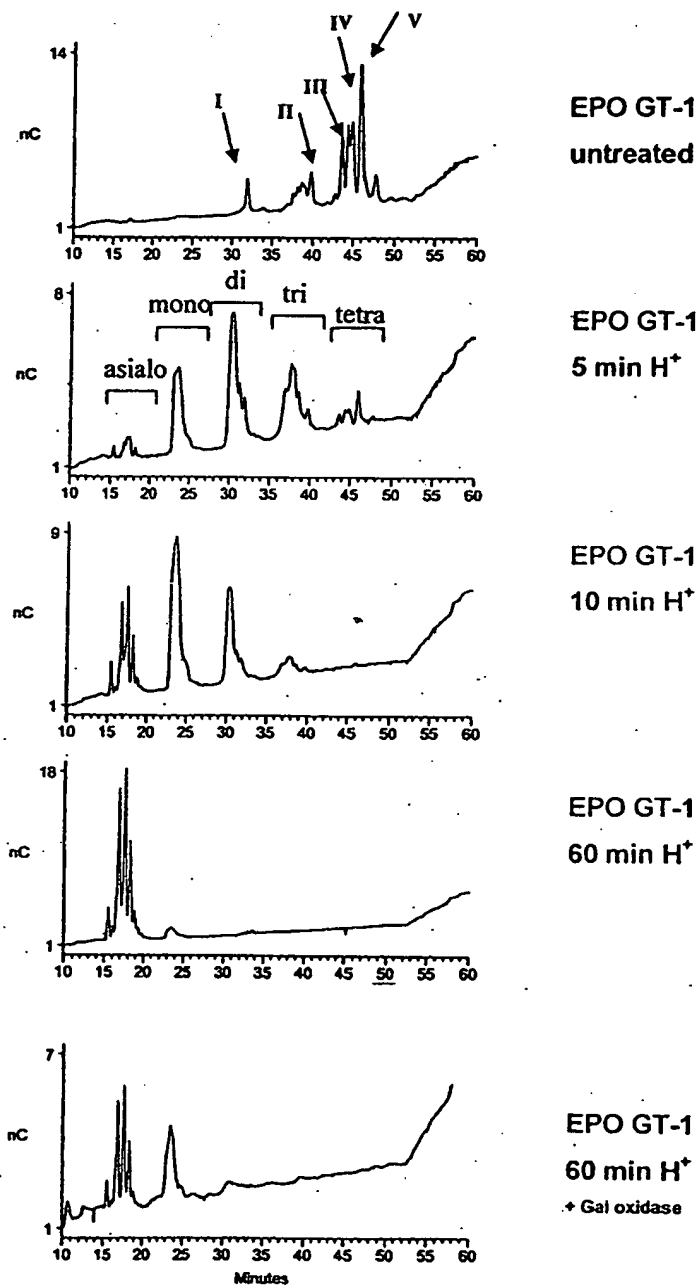 I
II
III
IV
V
14
nC
1
10 15 20 25 30 35 40 45 50 55 60
EPO GT-1
untreated
8
nC
1
asialo
mono
di
tri
tetra
10 15 20 25 30 35 40 45 50 55 60
EPO GT-1
5 min H⁺
9
nC
1
10 15 20 25 30 35 40 45 50 55 60
EPO GT-1
10 min H⁺
18
nC
1
10 15 20 25 30 35 40 45 50 55 60
EPO GT-1
60 min H⁺
7
nC
1
10 15 20 25 30 35 40 45 50 55 60
Minutes
EPO GT-1
60 min H⁺
+ Gal oxidase